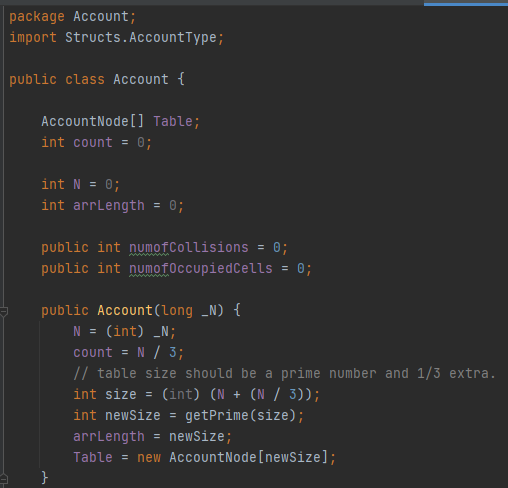 package Account;
import Structs.AccountType;
public class Account {
AccountNode[] Table;
int count = 0;
int N = 0;
int arrLength = 0;
public int numofCollisions = 0;
public int numofOccupiedCells = 0;
public Account(long _N) {
N = (int) _N;
count = N / 3;
// table size should be a prime number and 1/3 extra.
int size = (int) (N + (N / 3));
int newSize = getPrime(size);
arrLength = newSize;
Table = new AccountNode[newSize];
}